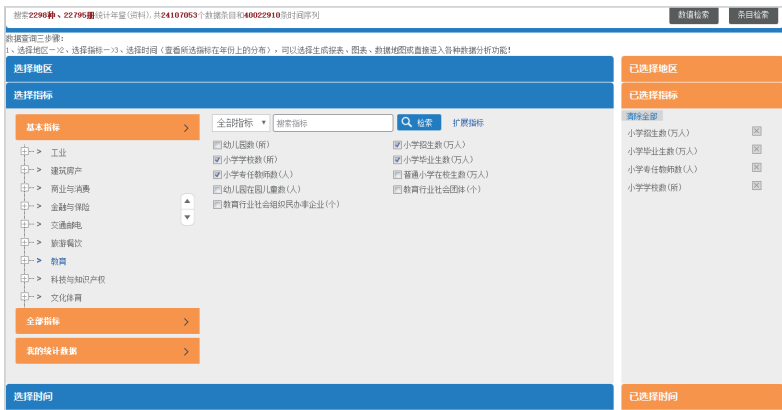 搜索2298种、22795册统计年鉴(资料),共24107053个数据条目和40022910条时间序列
数值检索
条目检索
数据查询三步骤：
1、选择地区—>2、选择指标—>3、选择时间（查看所选指标在年份上的分布），可以选择生成报表、图表、数据地图或直接进入各种数据分析功能！
选择地区
已选择地区
选择指标
已选择指标
基本指标 >
全部指标 ▼ 搜索指标 检索 扩展指标
清除全部
> 工业
> 建筑房产
> 商业与消费
> 金融与保险
> 交通邮电
> 旅游餐饮
> 教育
> 科技与知识产权
> 文化体育
幼儿园数(所) 小学招生数(万人)
小学学校数(所) 小学毕业生数(万人)
小学专任教师数(人) 普通小学在校生数(万人)
幼儿园在园儿童数(人) 教育行业社会团体(个)
教育行业社会组织民办非企业(个)
小学招生数(万人)
小学毕业生数(万人)
小学专任教师数(人)
小学学校数(所)
全部指标 >
我的统计数据 >
选择时间
已选择时间